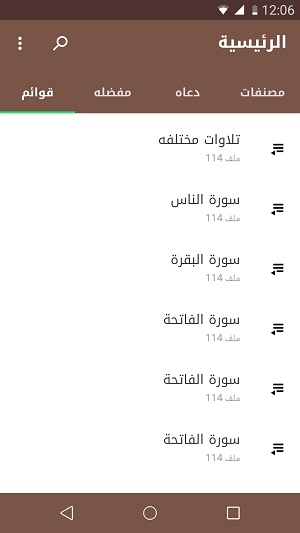 12:06
الرئيسية
مصنفات دعاه مفضله قوائم
تلاوات مختلفه
114 ملف
سورة الناس
114 ملف
سورة البقرة
114 ملف
سورة الفاتحة
114 ملف
سورة الفاتحة
114 ملف
سورة الفاتحة
114 ملف